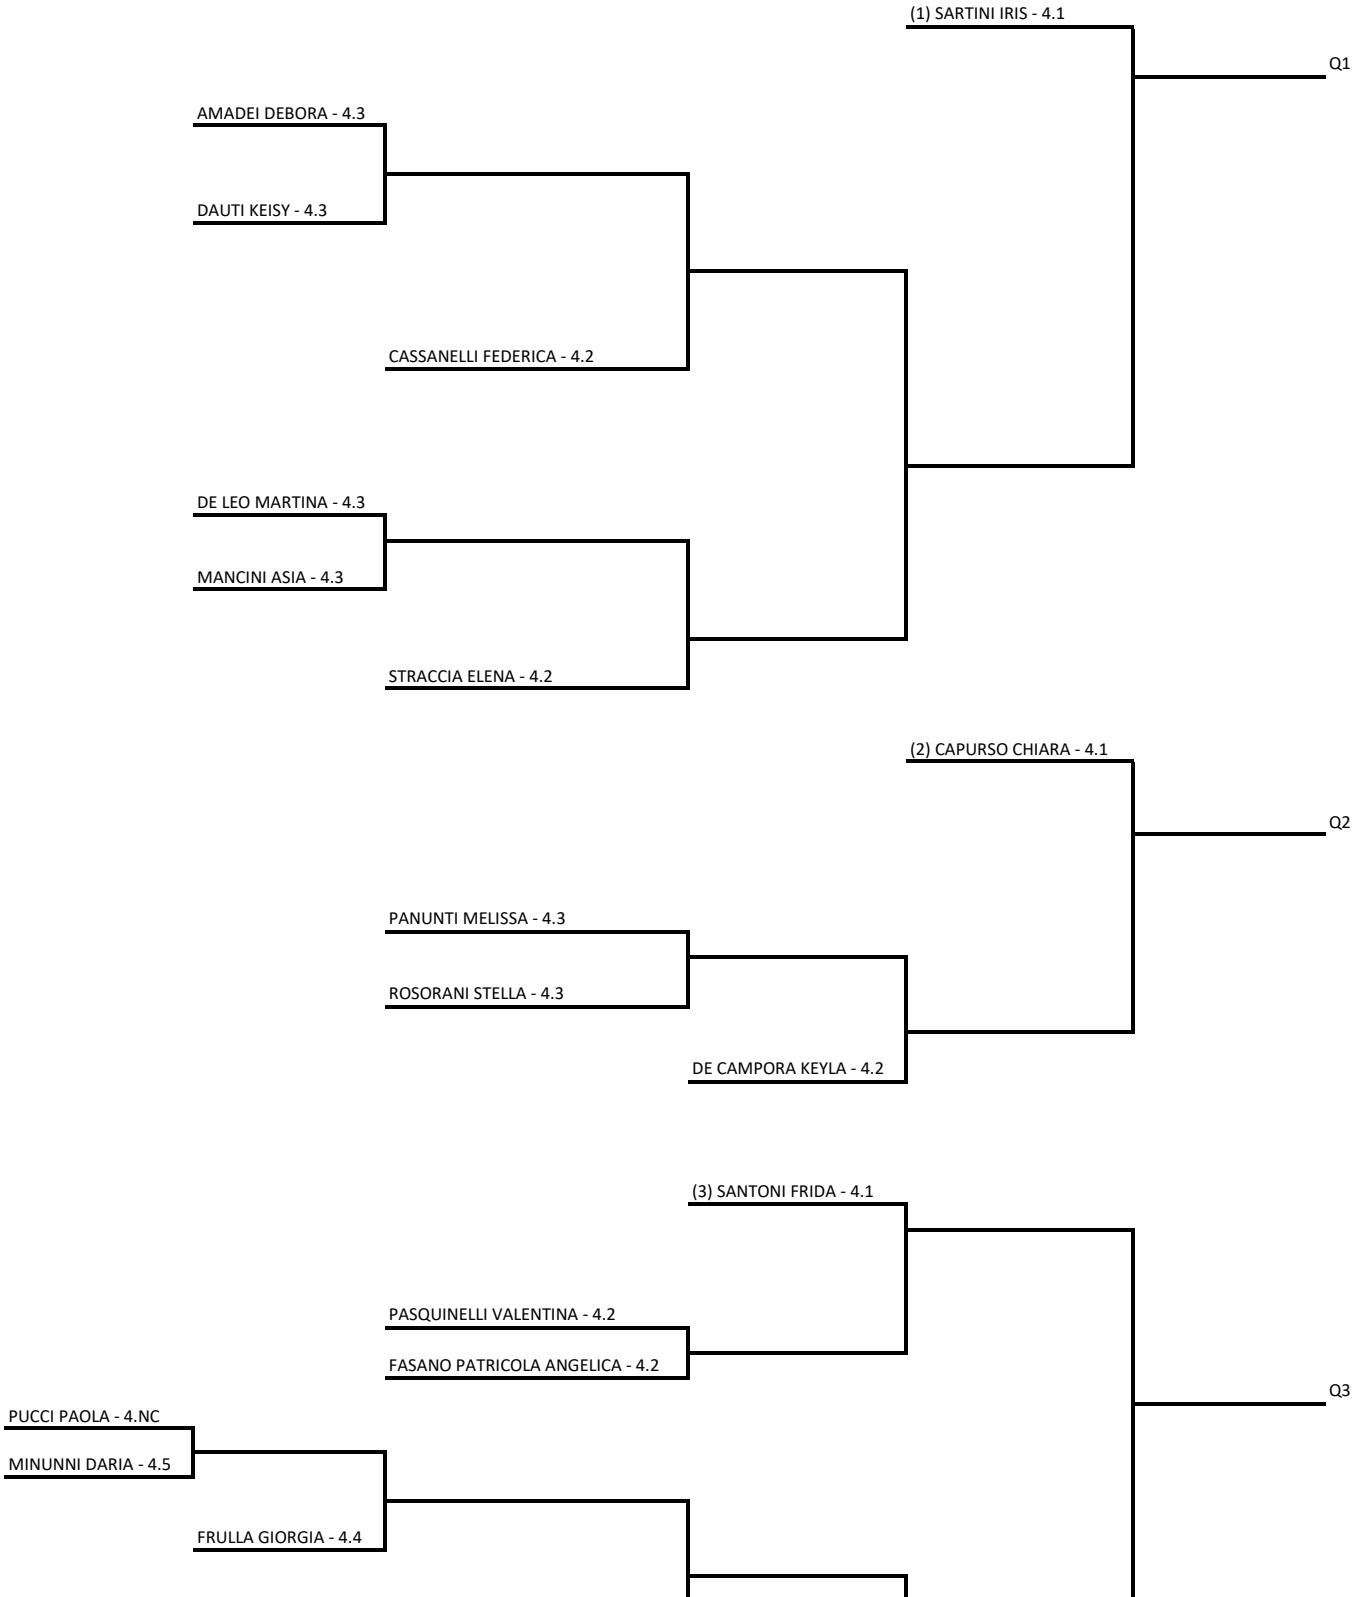 (1) SARTINI IRIS - 4.1
Q1
AMADEI DEBORA - 4.3
DAUTI KEISY - 4.3
CASSANELLI FEDERICA - 4.2
DE LEO MARTINA - 4.3
MANCINI ASIA - 4.3
STRACCIA ELENA - 4.2
(2) CAPURSO CHIARA - 4.1
Q2
PANUNTI MELISSA - 4.3
ROSORANI STELLA - 4.3
DE CAMPORA KEYLA - 4.2
(3) SANTONI FRIDA - 4.1
PASQUINELLI VALENTINA - 4.2
FASANO PATRICOLA ANGELICA - 4.2
Q3
PUCCI PAOLA - 4.NC
MINUNNI DARIA - 4.5
FRULLA GIORGIA - 4.4